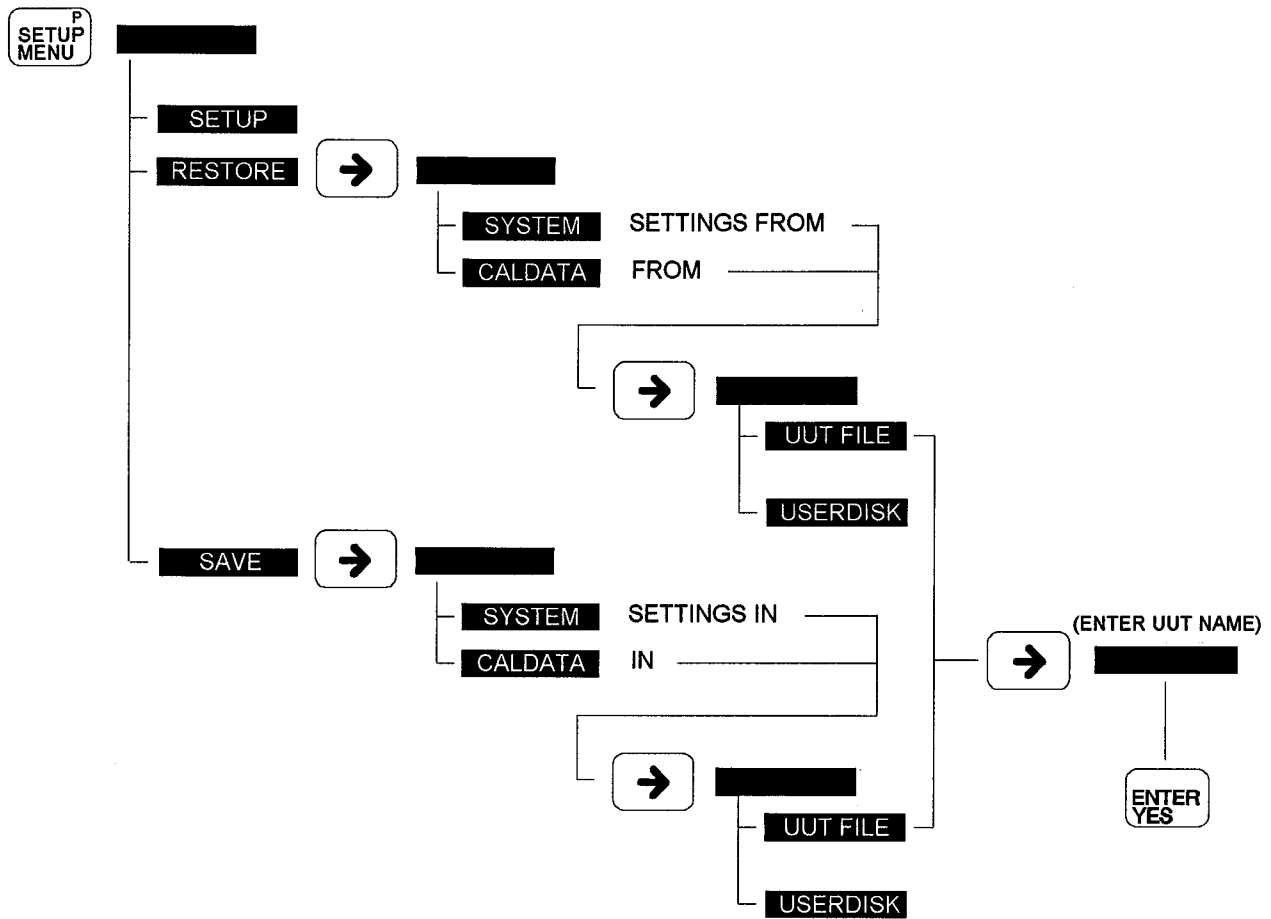 P
SETUP
MENU
SETUP
RESTORE
SYSTEM SETTINGS FROM
CALDATA FROM
UUT FILE
USERDISK
SAVE
SYSTEM SETTINGS IN
CALDATA IN
(ENTER UUT NAME)
UUT FILE
USERDISK
ENTER
YES